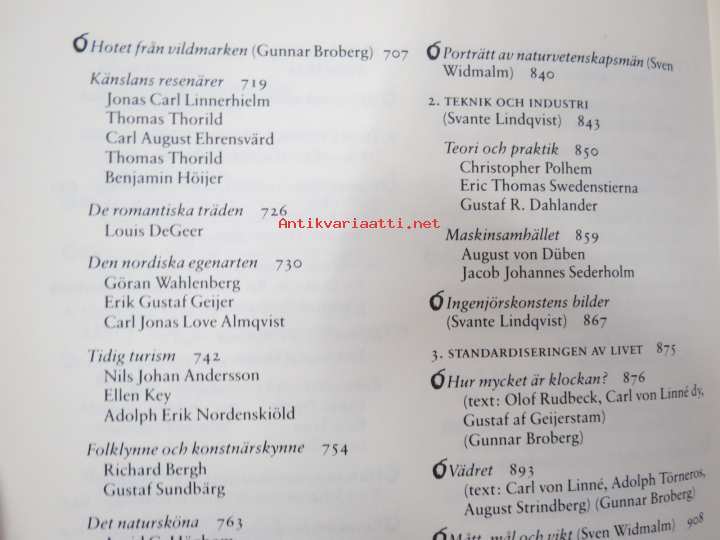 Hotet från vildmarken (Gunnar Broberg) 707
Känslans resenärer 719
Jonas Carl Linnerhielm
Thomas Thorild
Carl August Ehrensvärd
Thomas Thorild
Benjamin Höijer
De romantiska träden 726
Louis DeGeer
Den nordiska egenarten 730
Göran Wahlenberg
Erik Gustaf Geijer
Carl Jonas Love Almqvist
Tidig turism 742
Nils Johan Andersson
Ellen Key
Adolph Erik Nordenskiöld
Folklynne och konstnärskynne 754
Richard Bergh
Gustaf Sundbärg
Det natursköna 763
Porträtt av naturvetenskapsmän (Sven
Widmalm) 840
2. TEKNIK OCH INDUSTRI
(Svante Lindqvist) 843
Teori och praktik 850
Christopher Polhem
Eric Thomas Swedenstierna
Gustaf R. Dahlander
Maskinsamhället 859
August von Düben
Jacob Johannes Sederholm
Ingenjörskonstens bilder
(Svante Lindqvist) 867
3. STANDARDISERINGEN AV LIVET 875
Hur mycket är klockan? 876
(text: Olof Rudbeck, Carl von Linné dy,
Gustaf af Geijerstam)
(Gunnar Broberg)
Vädret 893
(text: Carl von Linné, Adolph Törneros,
August Strindberg) (Gunnar Broberg)
Mått, mål och vikt (Sven Widmalm) 908
Antikvariaatti.net